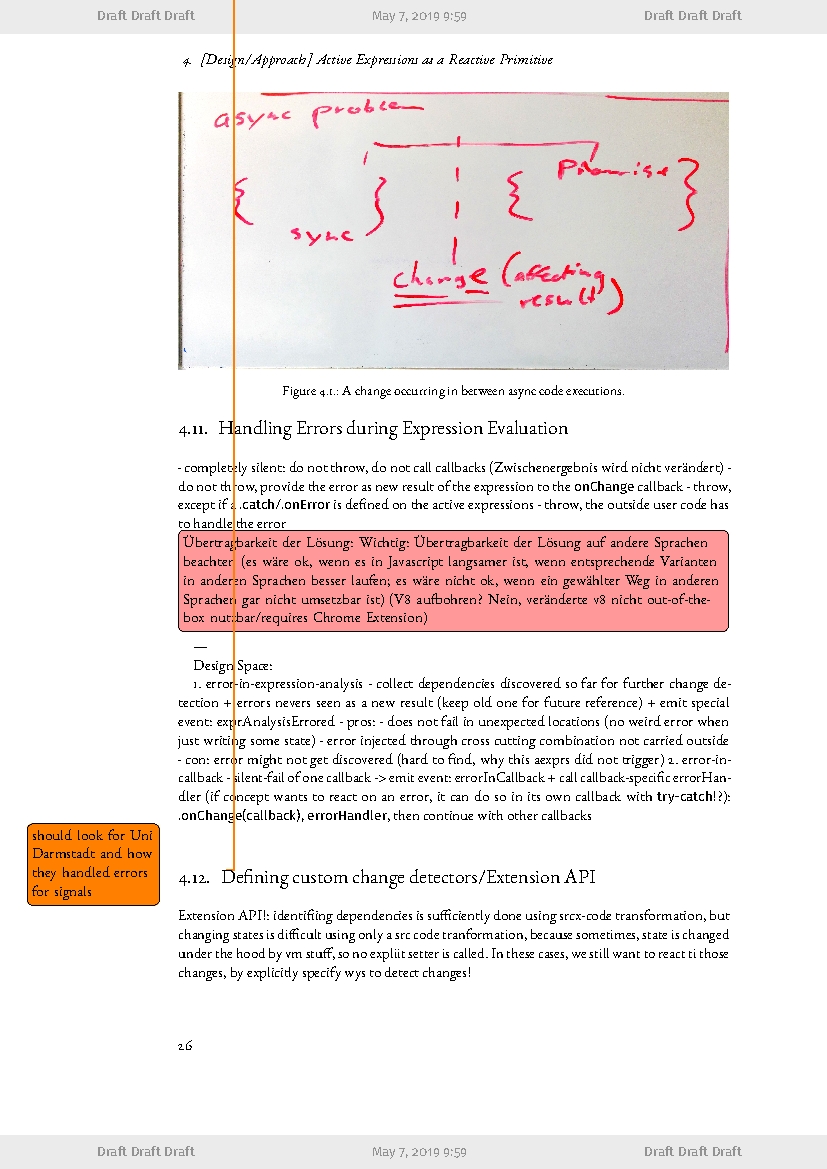 Draft Draft Draft May 7, 2019 9:59 Draft Draft Draft
4. [Design/Approach] Active Expressions as a Reactive Primitive
async problem
Promise
sync
change (affecting
result)
Figure 4.1.: A change occurring in between async code executions.
4.11. Handling Errors during Expression Evaluation
- completely silent: do not throw, do not call callbacks (Zwischenergebnis wird nicht verändert) -
do not throw, provide the error as new result of the expression to the onChange callback - throw,
except if a .catch/.onError is defined on the active expressions - throw, the outside user code has
to handle the error
Übertragbarkeit der Lösung: Wichtig: Übertragbarkeit der Lösung auf andere Sprachen
beachten (es wäre ok, wenn es in Javascript langsamer ist, wenn entsprechende Varianten
in anderen Sprachen besser laufen; es wäre nicht ok, wenn ein gewählter Weg in anderen
Sprachen gar nicht umsetzbar ist) (V8 aufbohren? Nein, veränderte v8 nicht out-of-the-
box nutzbar/requires Chrome Extension)
—
Design Space:
1. error-in-expression-analysis - collect dependencies discovered so far for further change de-
tection + errors nevers seen as a new result (keep old one for future reference) + emit special
event: exprAnalysisErrored - pros: - does not fail in unexpected locations (no weird error when
just writing some state) - error injected through cross cutting combination not carried outside
- con: error might not get discovered (hard to find, why this aexprs did not trigger) 2. error-in-
callback - silent-fail of one callback -> emit event: errorInCallback + call callback-specific errorHan-
dler (if concept wants to react on an error, it can do so in its own callback with try-catch!?):
.onChange(callback), errorHandler, then continue with other callbacks
should look for Uni
Darmstadt and how
they handled errors
for signals
4.12. Defining custom change detectors/Extension API
Extension API!: identifiing dependencies is sufficiently done using srcx-code transformation, but
changing states is difficult using only a src code tranformation, because sometimes, state is changed
under the hood by vm stuff, so no expliit setter is called. In these cases, we still want to react ti those
changes, by explicitly specify wys to detect changes!
26
Draft Draft Draft May 7, 2019 9:59 Draft Draft Draft